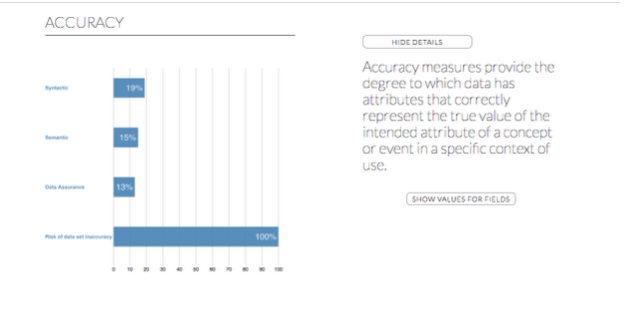 ACCURACY
HIDE DETAILS
Accuracy measures provide the
degree to which data has
attributes that correctly
represent the true value of the
intended attribute of a concept
or event in a specific context of
use.
SHOW VALUES FOR FIELDS
Syntactic 19%
Semantic 15%
Data Assurance 13%
Risk of data set inaccuracy 100%
0 10 20 30 40 50 60 70 80 90 100